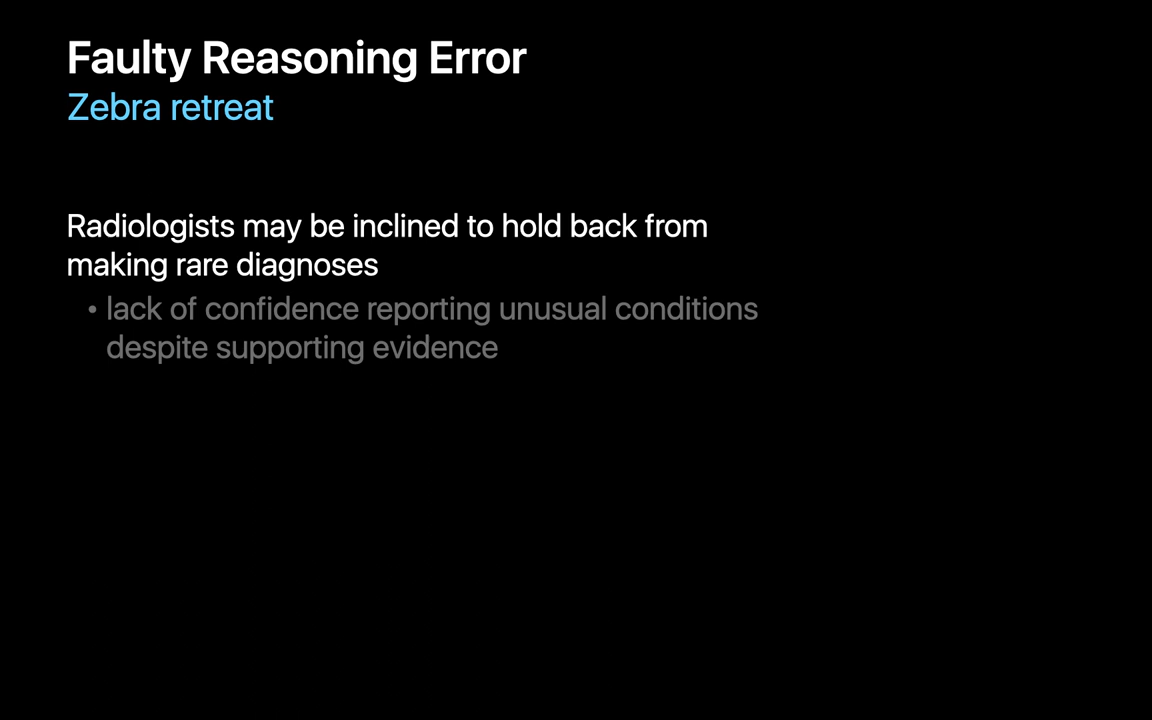 Faulty Reasoning Error
Zebra retreat
Radiologists may be inclined to hold back from
making rare diagnoses
• lack of confidence reporting unusual conditions
despite supporting evidence